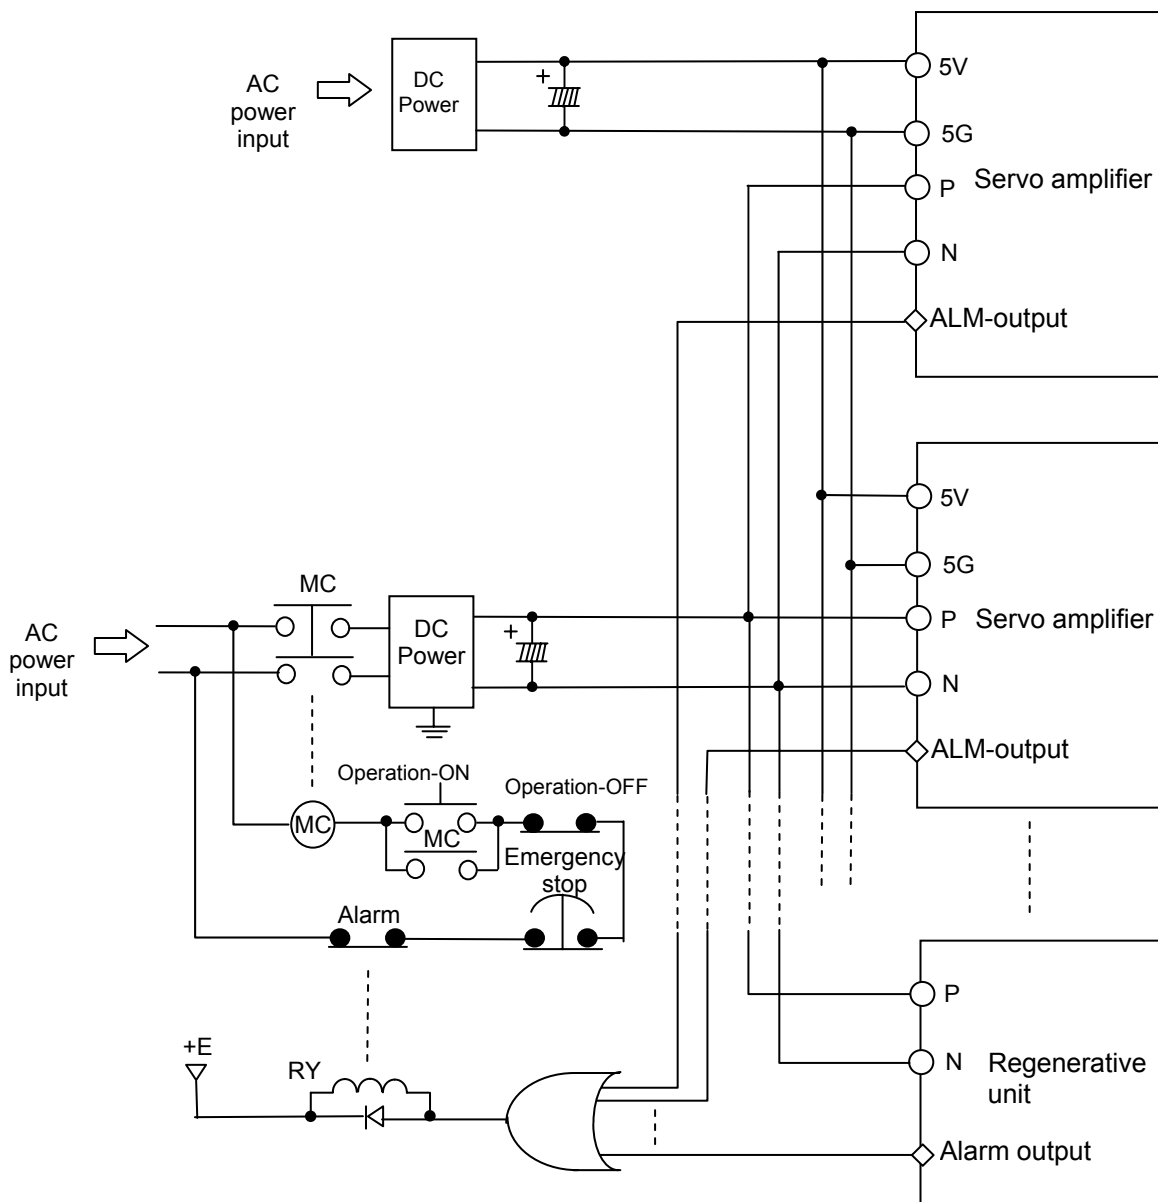 AC
power
input
DC
Power
+
5V
5G
P
Servo amplifier
N
ALM-output
5V
5G
P
Servo amplifier
N
ALM-output
MC
AC
power
input
DC
Power
+
Operation-ON
Operation-OFF
MC
MC
Emergency
stop
Alarm
P
N
Regenerative
unit
Alarm output
+E
RY